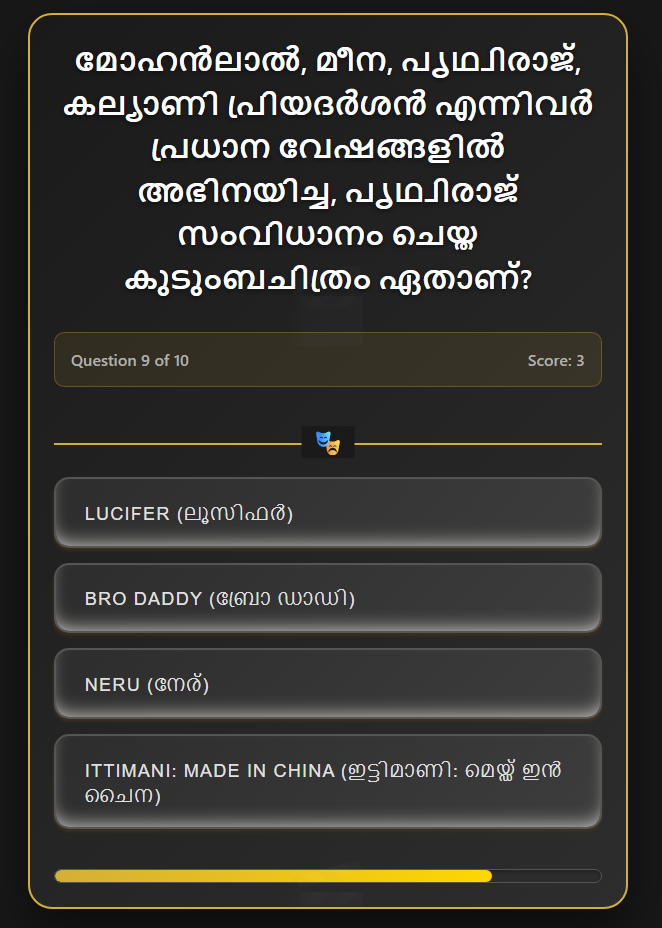 മോഹൻലാൽ, മീന, പൃഥ്വിരാജ്,
കല്യാണി പ്രിയദർശൻ എന്നിവർ
പ്രധാന വേഷങ്ങളിൽ
അഭിനയിച്ച, പൃഥ്വിരാജ്
സംവിധാനം ചെയ്ത
കുടുംബചിത്രം ഏതാണ്?
Question 9 of 10
Score: 3
LUCIFER (ലൂസിഫർ)
BRO DADDY (ബ്രോ ഡാഡി)
NERU (നേര്)
ITTIMANI: MADE IN CHINA (ഇട്ടിമാണി: മെയ്ഡ് ഇൻ
ചൈന)